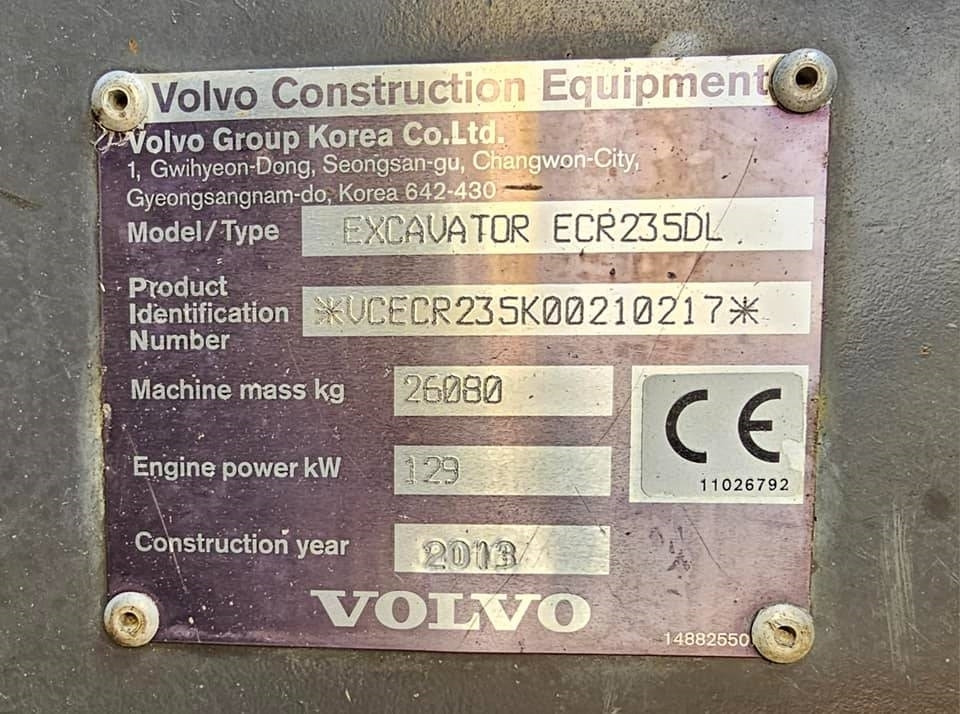 Volvo Construction Equipment
Volvo Group Korea Co.Ltd.
1, Gwihyeon-Dong, Seongsan-gu, Changwon-City,
Gyeongsangnam-do, Korea 642-430
Model/Type EXCAVATOR ECR235DL
Product
Identification
Number
*VCECR235K00210217*
Machine mass kg 26080
CE
11026792
Engine power kW 129
Construction year 2013
VOLVO
14882550